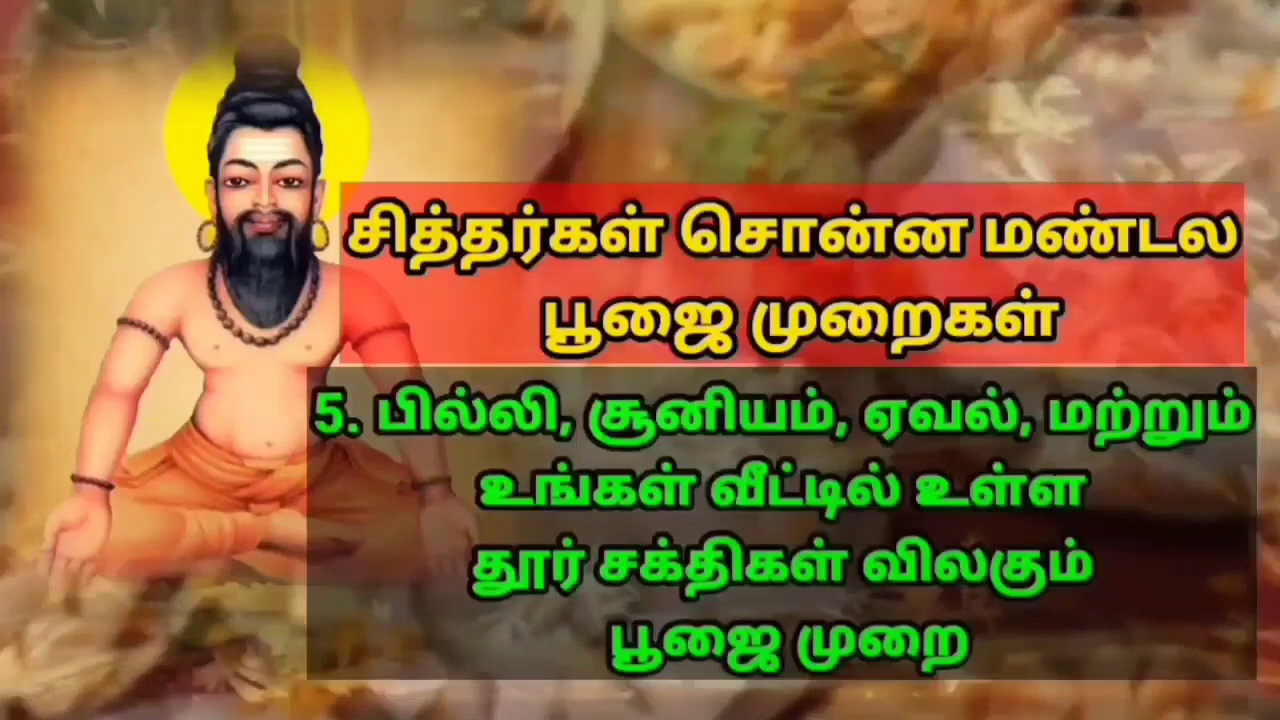 சித்தர்கள் சொன்ன மண்டல
பூஜை முறைகள்
5. பில்லி, சூனியம், ஏவல், மற்றும்
உங்கள் வீட்டில் உள்ள
தூர் சக்திகள் விலகும்
பூஜை முறை